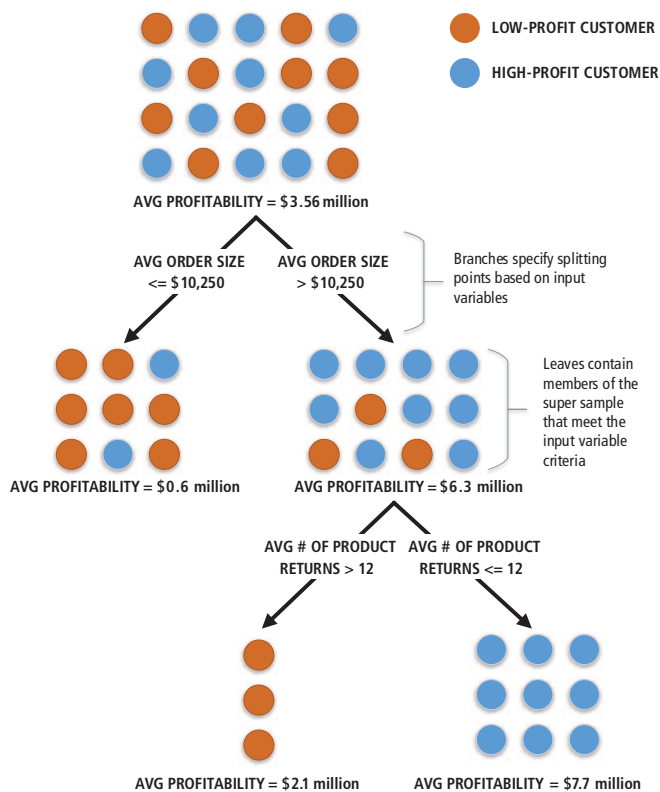 LOW-PROFIT CUSTOMER
HIGH-PROFIT CUSTOMER
AVG PROFITABILITY = $3.56 million
AVG ORDER SIZE
<= $10,250
AVG ORDER SIZE
> $10,250
Branches specify splitting
points based on input
variables
Leaves contain
members of the
super sample
that meet the
input variable
criteria
AVG PROFITABILITY = $0.6 million
AVG PROFITABILITY = $6.3 million
AVG # OF PRODUCT
RETURNS > 12
AVG # OF PRODUCT
RETURNS <= 12
AVG PROFITABILITY = $2.1 million
AVG PROFITABILITY = $7.7 million